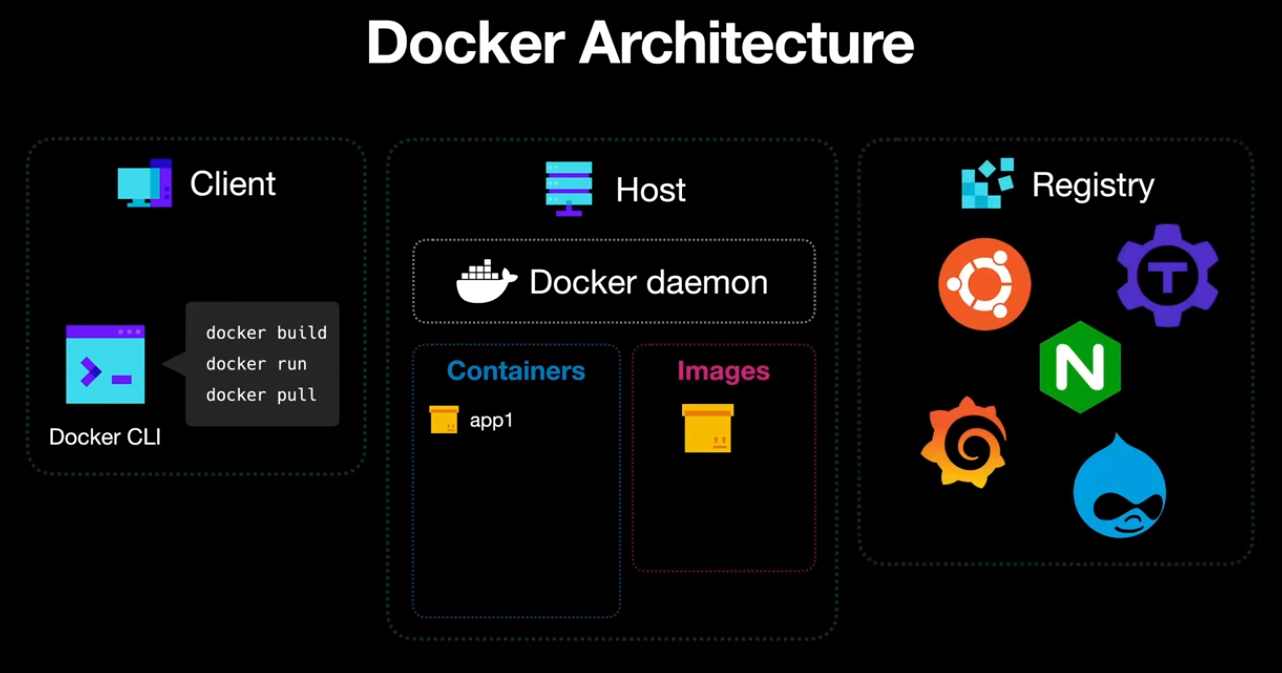 Docker Architecture
Client
docker build
docker run
docker pull
Docker CLI
Host
Docker daemon
Containers
app1
Images
Registry
T
N